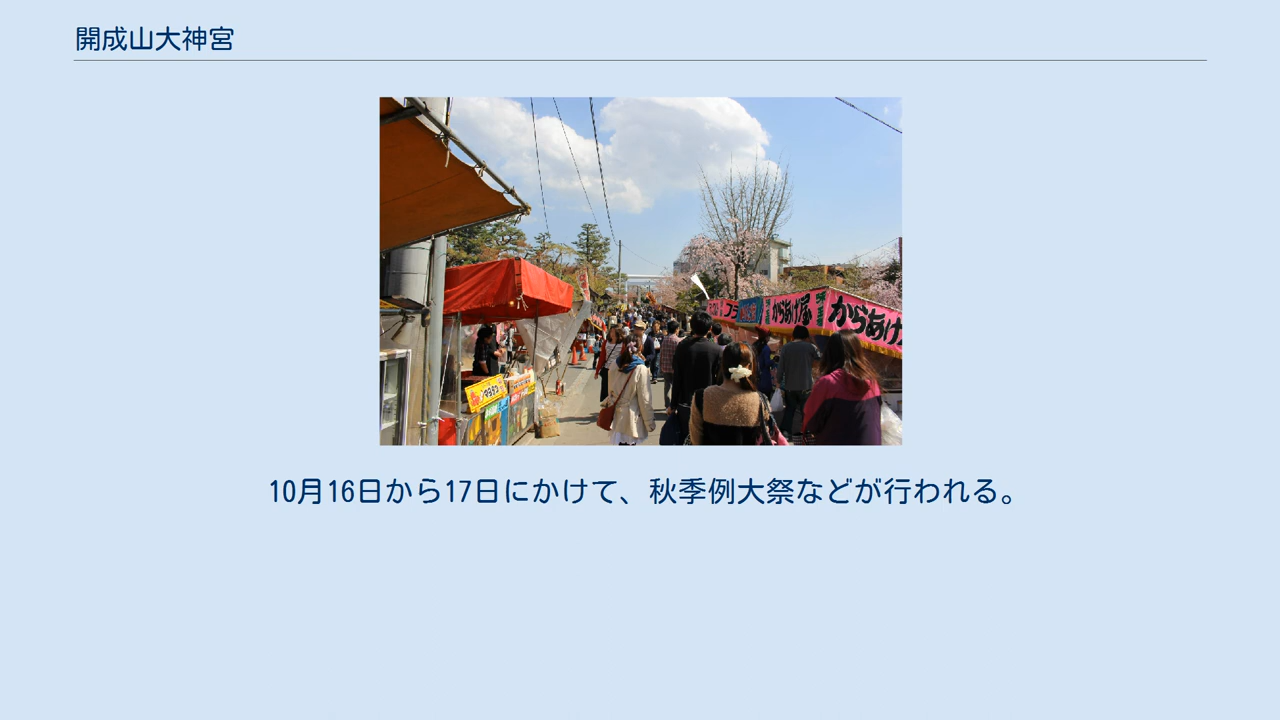 開成山大神宮
からあげ屋
からあげ
10月16日から17日にかけて、秋季例大祭などが行われる。